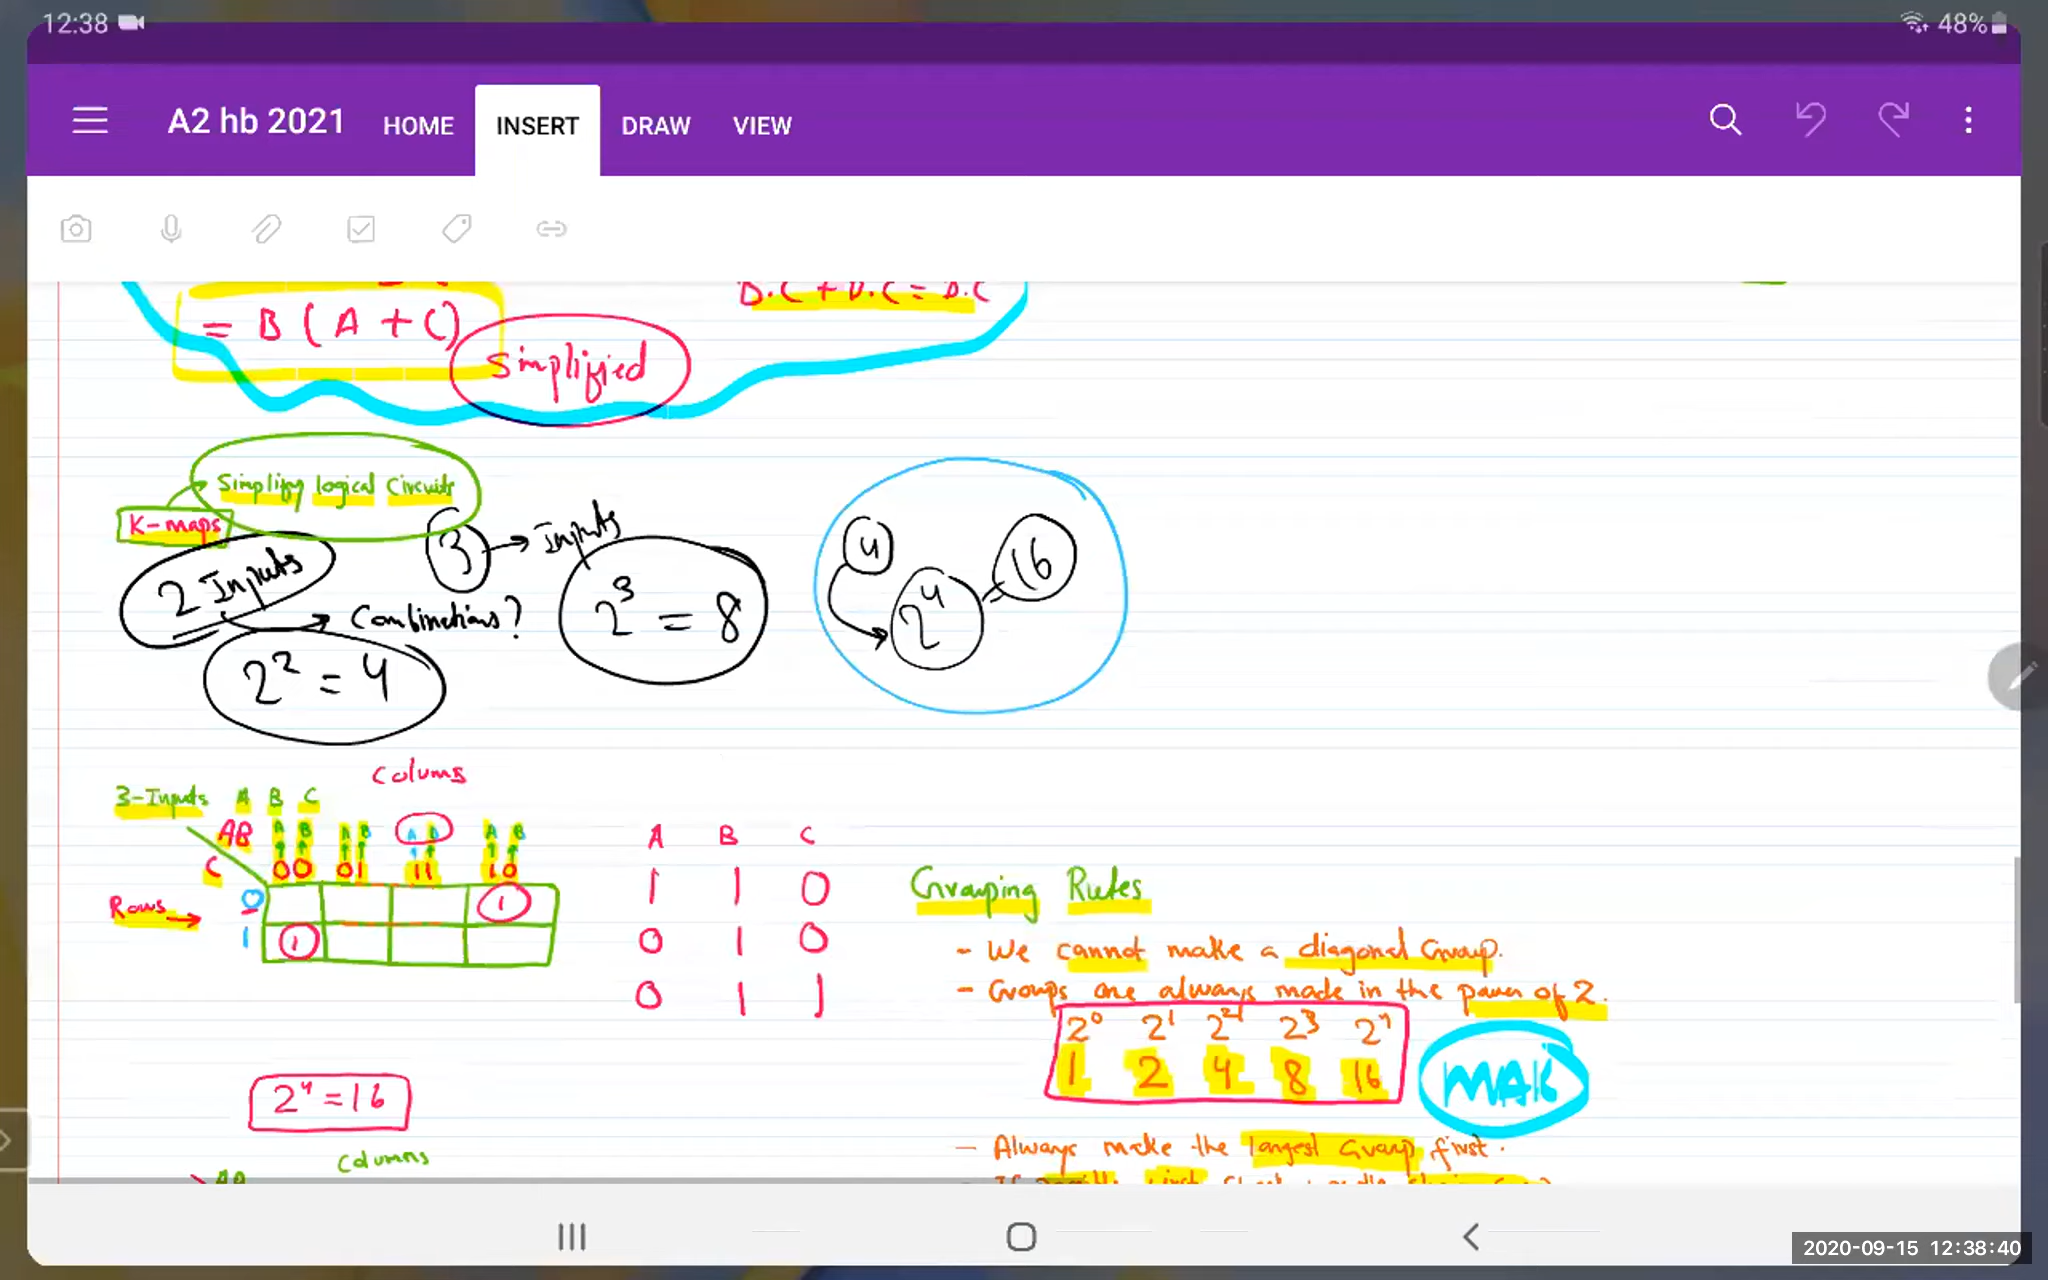 12:38
48%
A2 hb 2021 HOME INSERT DRAW VIEW
= B (A + C)
simplified
Simplify logical Circuits
K-maps
3 → Inputs
2 Inputs
→ Combinations?
2² = 4
2³ = 8
4
2⁴ = 16
Colums
3-Inputs A B C
AB A B A B A B A B
C 00 01 11 10
Rows → 0 1
1 1
A B C
1 1 0
0 1 0
0 1 1
2⁴ = 16
Columns
Grouping Rules
- We cannot make a diagonal Group.
- Groups are always made in the power of 2.
2⁰ 2¹ 2² 2³ 2⁴
1 2 4 8 16
MAK
- Always make the largest Group first.
2020-09-15 12:38:40